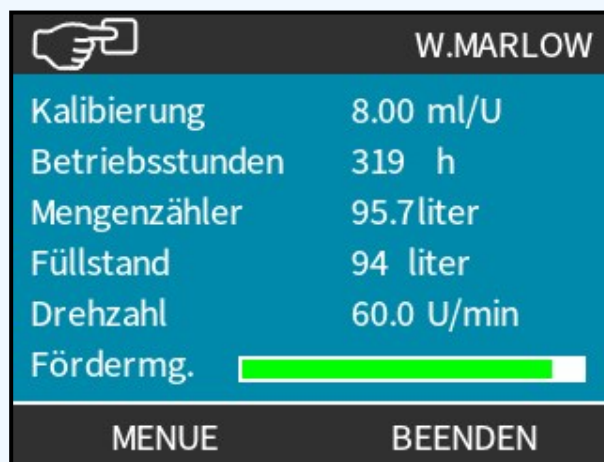 W.MARLOW
Kalibierung 8.00 ml/U
Betriebsstunden 319 h
Mengenzähler 95.7liter
Füllstand 94 liter
Drehzahl 60.0 U/min
Fördermg.
MENUE BEENDEN